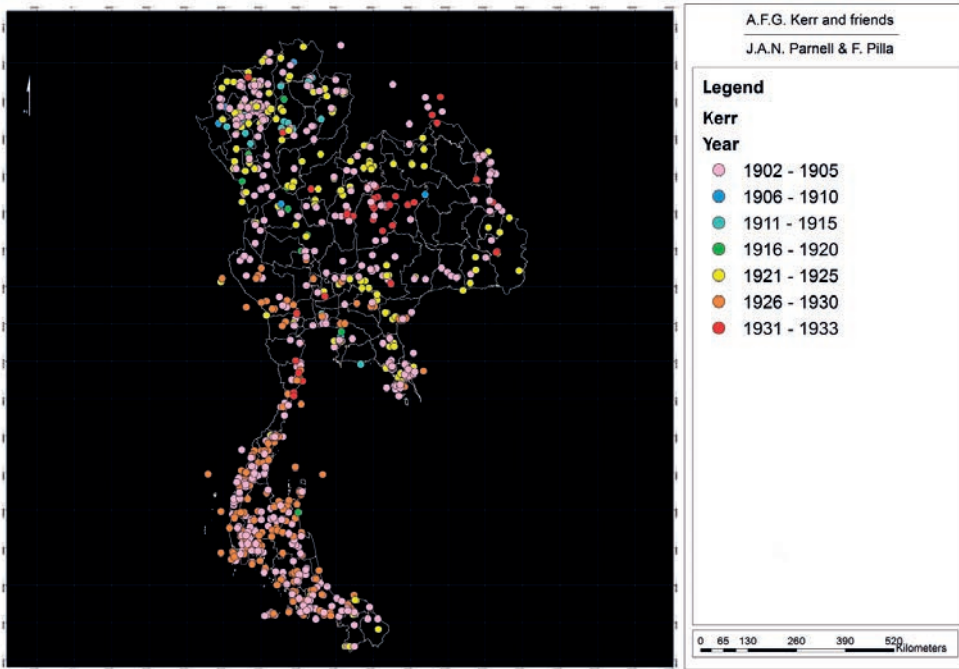 A.F.G. Kerr and friends
J.A.N. Parnell & F. Pilla
Legend
Kerr
Year
1902 - 1905
1906 - 1910
1911 - 1915
1916 - 1920
1921 - 1925
1926 - 1930
1931 - 1933
0 65 130 260 390 520
Kilometers